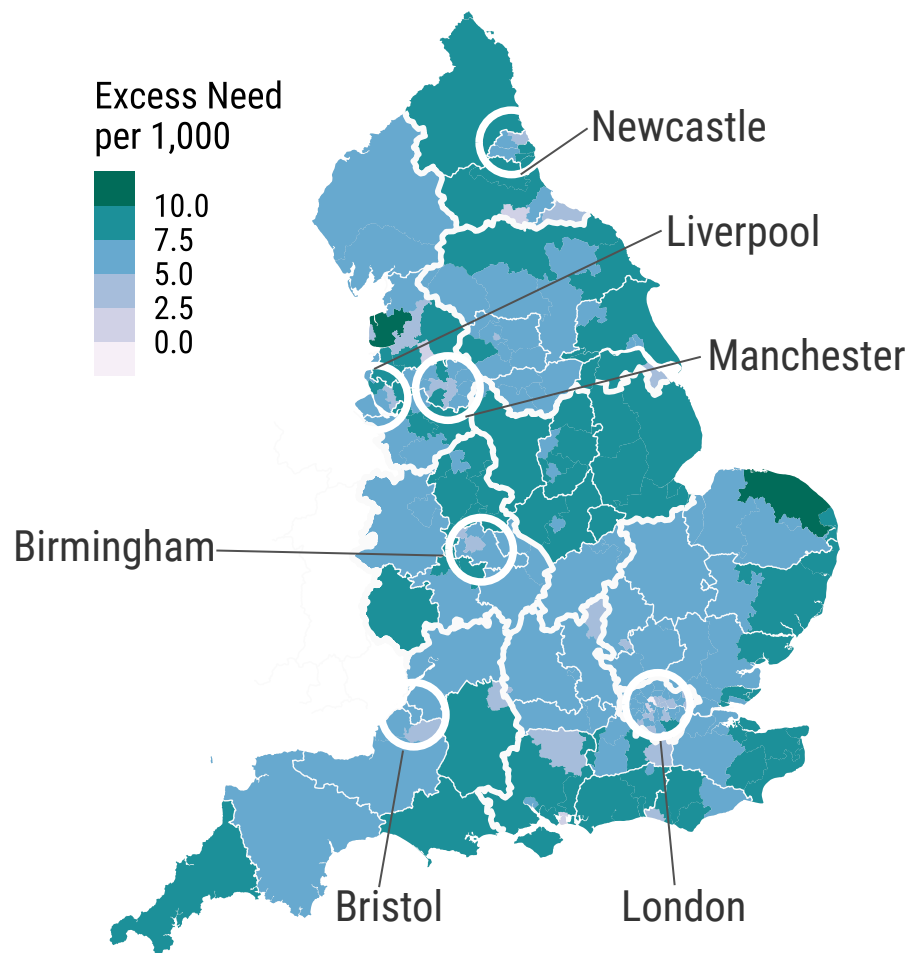 Excess Need
per 1,000
10.0
7.5
5.0
2.5
0.0
Newcastle
Liverpool
Manchester
Birmingham
Bristol
London